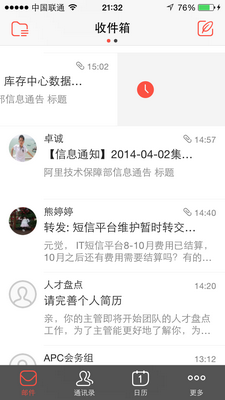 中国联通 21:32 91%
收件箱
15:02
库存中心数据...
部信息通告 标题
卓诚 14:57
【信息通知】2014-04-02集...
阿里技术保障部信息通告 标题
熊婷婷 14:40
转发: 短信平台维护暂时转交...
元觉， IT短信平台8-10月费用已结算，
10月之后还有费用需要结算吗？有的...
人才盘点 14:20
请完善个人简历
亲，你的主管即将开始团队的人才盘点
工作，为了主管能更好地了解你，为...
APC会务组 13:12
邮件 通讯录 1 日历 更多